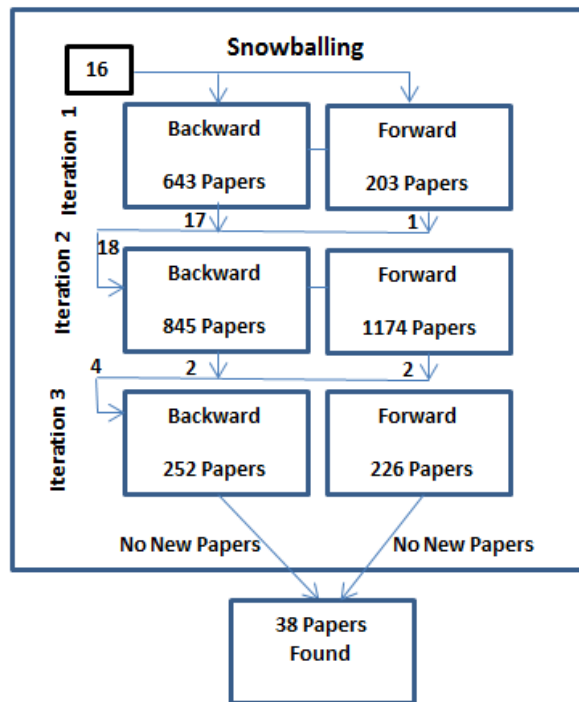 Snowballing
16
Iteration 1
Backward
643 Papers
Forward
203 Papers
17
1
18
Iteration 2
Backward
845 Papers
Forward
1174 Papers
4
2
2
Iteration 3
Backward
252 Papers
Forward
226 Papers
No New Papers
No New Papers
38 Papers
Found